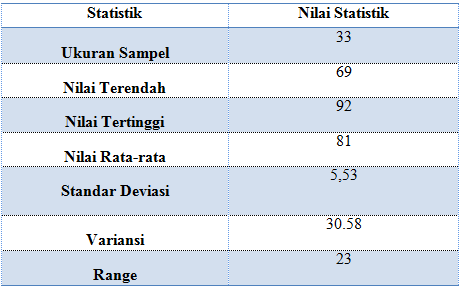 Statistik Nilai Statistik
Ukuran Sampel 33
Nilai Terendah 69
Nilai Tertinggi 92
Nilai Rata-rata 81
Standar Deviasi 5,53
Variansi 30.58
Range 23